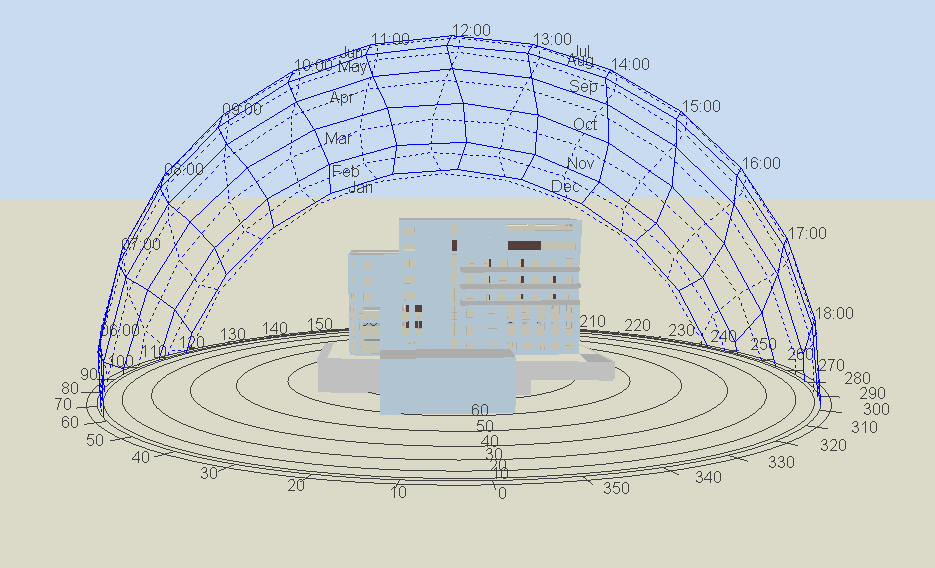 12:00
11:00 13:00
Jun Jul
10:00 May Aug 14:00
Apr Sep
09:00 15:00
Mar Oct
08:00 Feb Nov 16:00
Jan Dec
07:00 17:00
18:00
06:00 120 130 140 150 210 220 230 240
100 110 250 260
90 270
80 280
70 290
60 300
50 310
40 320
30 330
20 340
10 350
0
60
50
40
30
20
10